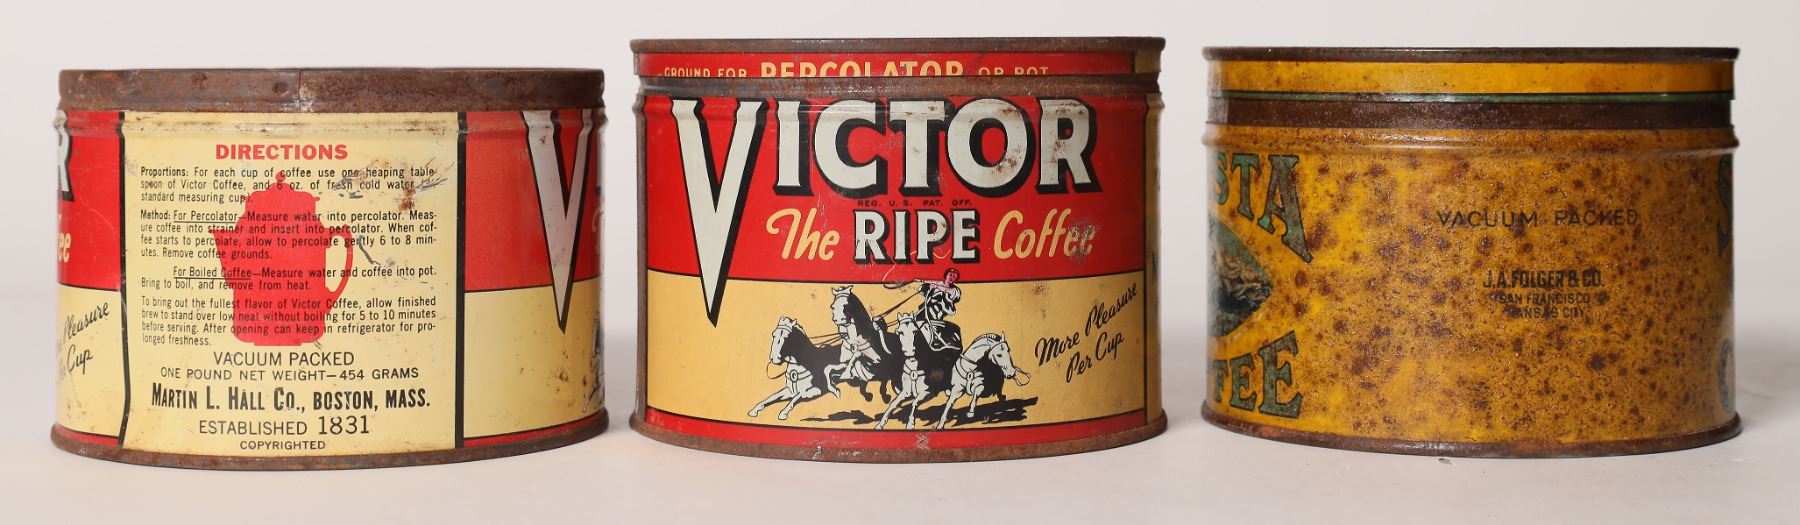 DIRECTIONS
Proportions: For each cup of coffee use one heaping table-
spoon of Victor Coffee, and 6 oz. of fresh cold water
standard measuring cup).
Method: For Percolator—Measure water into percolator. Meas-
ure coffee into strainer and insert into percolator. When cof-
fee starts to percolate, allow to percolate gently 6 to 8 min-
utes. Remove coffee grounds.
For Boiled Coffee—Measure water and coffee into pot.
Bring to boil, and remove from heat.
To bring out the fullest flavor of Victor Coffee, allow finished
brew to stand over low heat without boiling for 5 to 10 minutes
before serving. After opening can keep in refrigerator for pro-
longed freshness.
VACUUM PACKED
ONE POUND NET WEIGHT—454 GRAMS
MARTIN L. HALL CO., BOSTON, MASS.
ESTABLISHED 1831
COPYRIGHTED
Pleasure
Cup
GROUND FOR PERCOLATOR OR POT
VICTOR
REG. U. S. PAT. OFF.
The RIPE Coffee
More Pleasure
Per Cup
STA
FEE
VACUUM PACKED
J.A. FOLGER & CO.
SAN FRANCISCO
KANSAS CITY